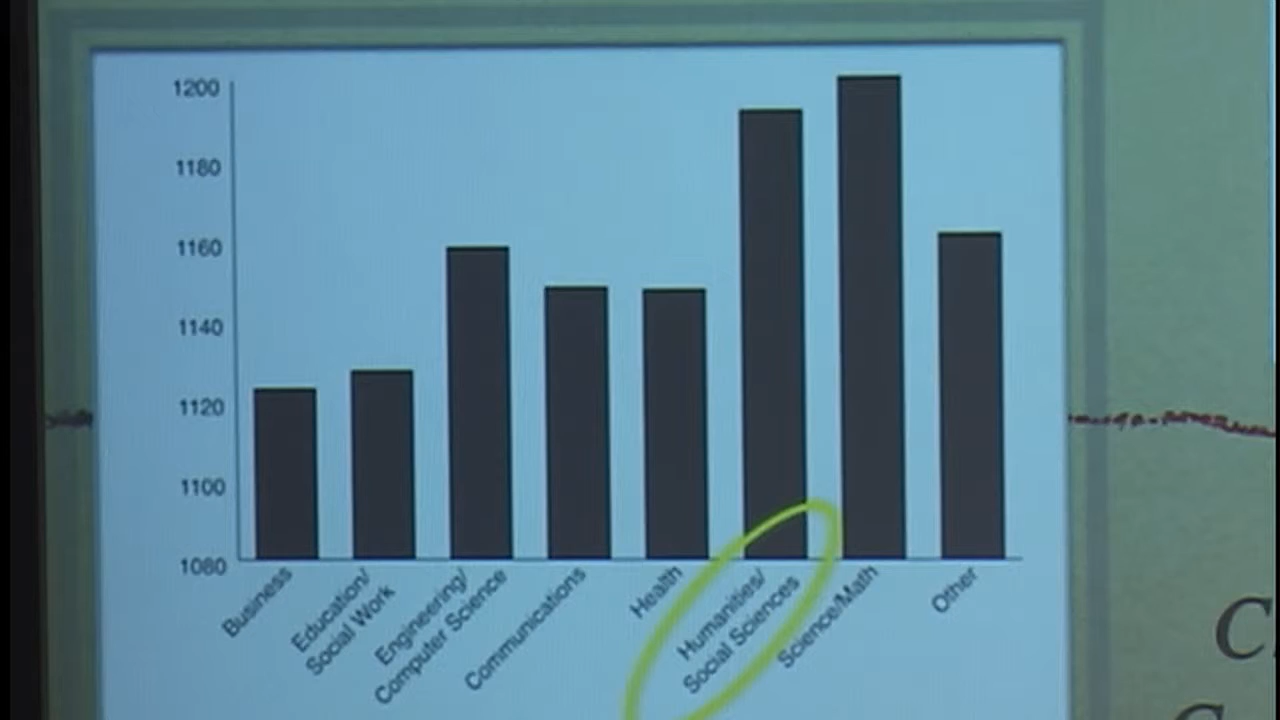 1200
1180
1160
1140
1120
1100
1080
Business
Education/
Social Work
Engineering/
Computer Science
Communications
Health
Humanities/
Social Sciences
Science/Math
Other